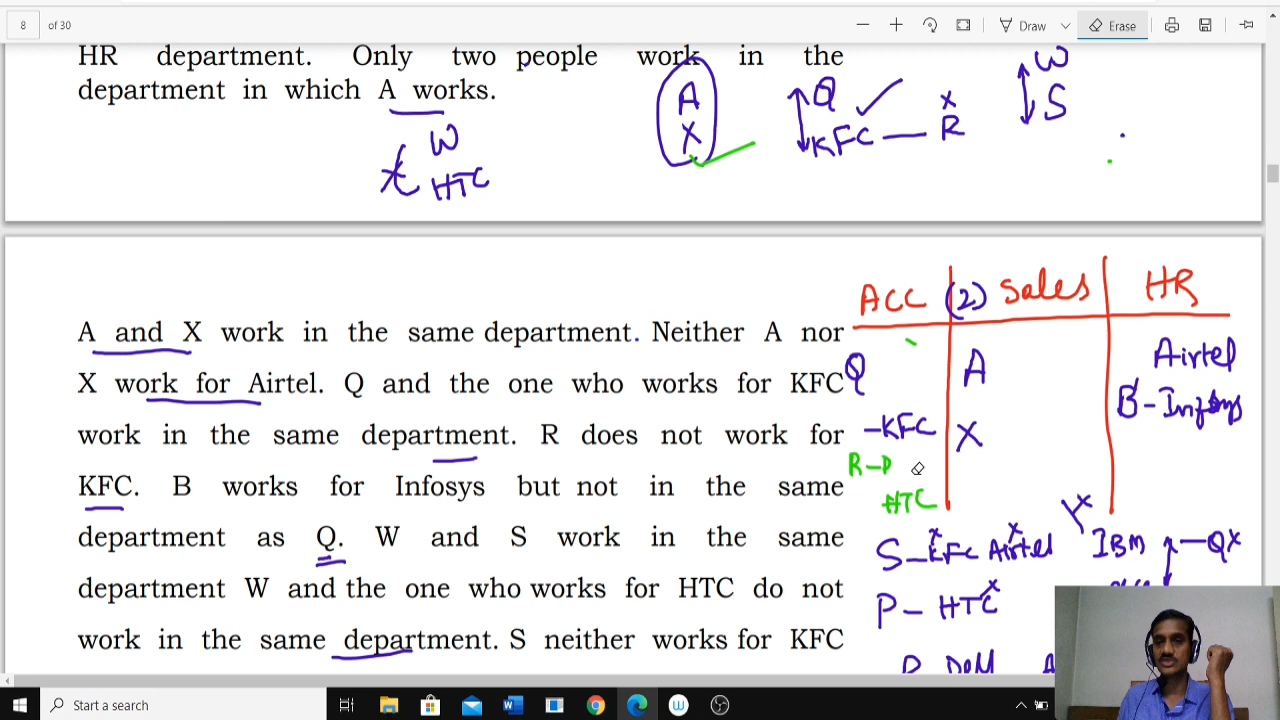 8 of 30
Draw
Erase
HR department. Only two people work in the
department in which A works.
W
HTC
A
X
Q
KFC — R
x
W
S
ACC (2) Sales HR
A and X work in the same department. Neither A nor
X work for Airtel. Q and the one who works for KFC
work in the same department. R does not work for
KFC. B works for Infosys but not in the same
department as Q. W and S work in the same
department W and the one who works for HTC do not
work in the same department. S neither works for KFC
Q
-KFC
HTC
A
X
Airtel
B-Infosys
S-KFC Airtel
IBM
-QX
P- HTC
Start a search